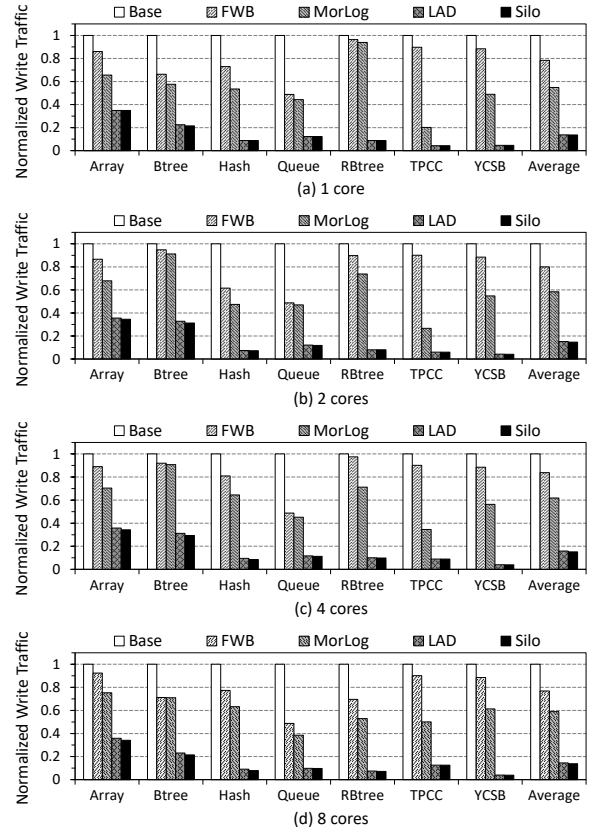 Base FWB MorLog LAD Silo
Normalized Write Traffic
1
0.8
0.6
0.4
0.2
0
Array Btree Hash Queue RBtree TPCC YCSB Average
(a) 1 core
Base FWB MorLog LAD Silo
Normalized Write Traffic
1
0.8
0.6
0.4
0.2
0
Array Btree Hash Queue RBtree TPCC YCSB Average
(b) 2 cores
Base FWB MorLog LAD Silo
Normalized Write Traffic
1
0.8
0.6
0.4
0.2
0
Array Btree Hash Queue RBtree TPCC YCSB Average
(c) 4 cores
Base FWB MorLog LAD Silo
Normalized Write Traffic
1
0.8
0.6
0.4
0.2
0
Array Btree Hash Queue RBtree TPCC YCSB Average
(d) 8 cores